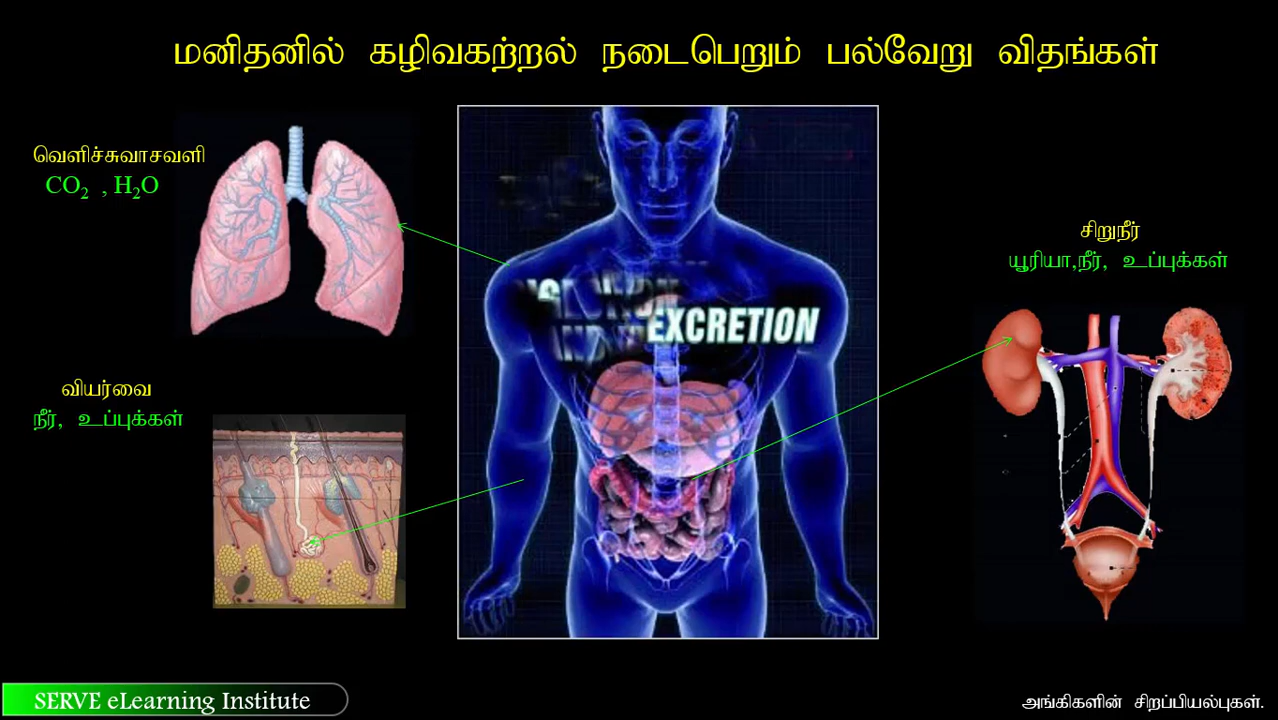 மனிதனில் கழிவகற்றல் நடைபெறும் பல்வேறு விதங்கள்
வெளிச்சுவாசவளி
CO₂ , H₂O
சிறுநீர்
யூரியா,நீர், உப்புக்கள்
EXCRETION
வியர்வை
நீர், உப்புக்கள்
SERVE eLearning Institute
அங்கிகளின் சிறப்பியல்புகள்.